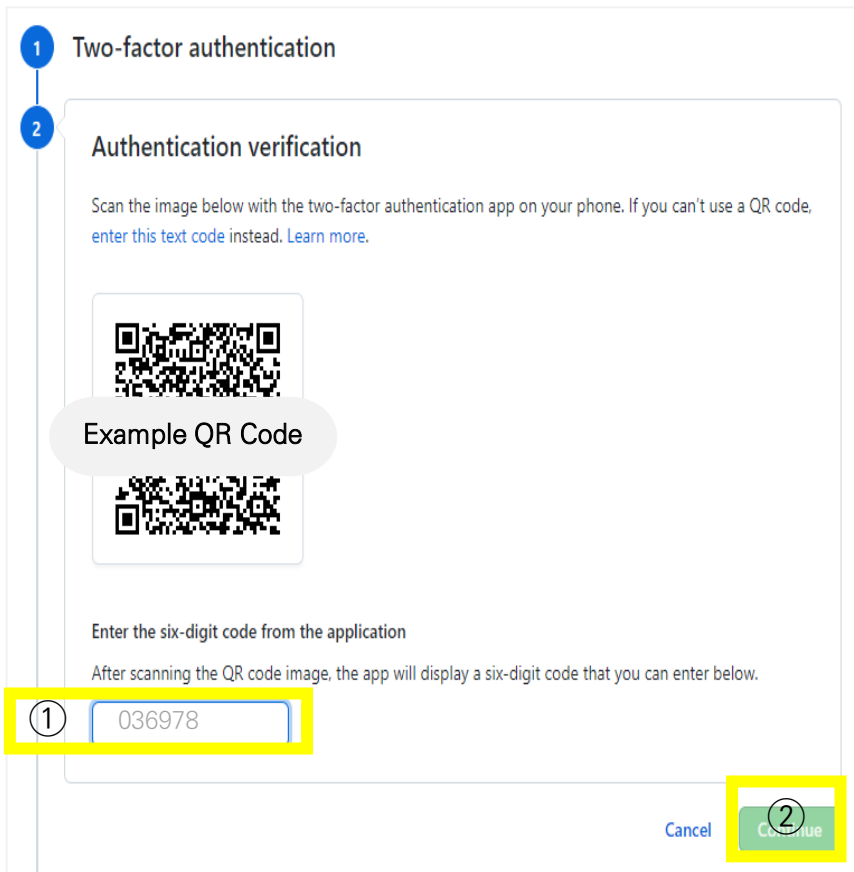 1 Two-factor authentication
2
Authentication verification
Scan the image below with the two-factor authentication app on your phone. If you can't use a QR code,
enter this text code instead. Learn more.
Example QR Code
Enter the six-digit code from the application
After scanning the QR code image, the app will display a six-digit code that you can enter below.
① 036978
②
Cancel Continue